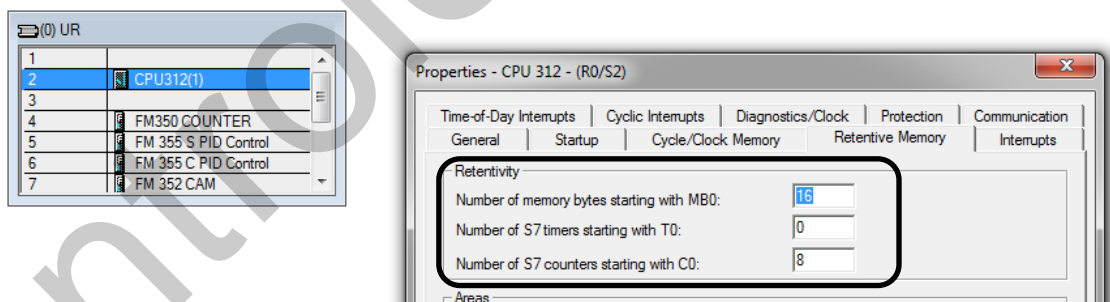 (0) UR
1
2 CPU312(1)
3
4 FM350 COUNTER
5 FM 355 S PID Control
6 FM 355 C PID Control
7 FM 352 CAM
Properties - CPU 312 - (R0/S2)
Time-of-Day Interrupts Cyclic Interrupts Diagnostics/Clock Protection Communication
General Startup Cycle/Clock Memory Retentive Memory Interrupts
Retentivity
Number of memory bytes starting with MB0: 16
Number of S7 timers starting with T0: 0
Number of S7 counters starting with C0: 8
Areas